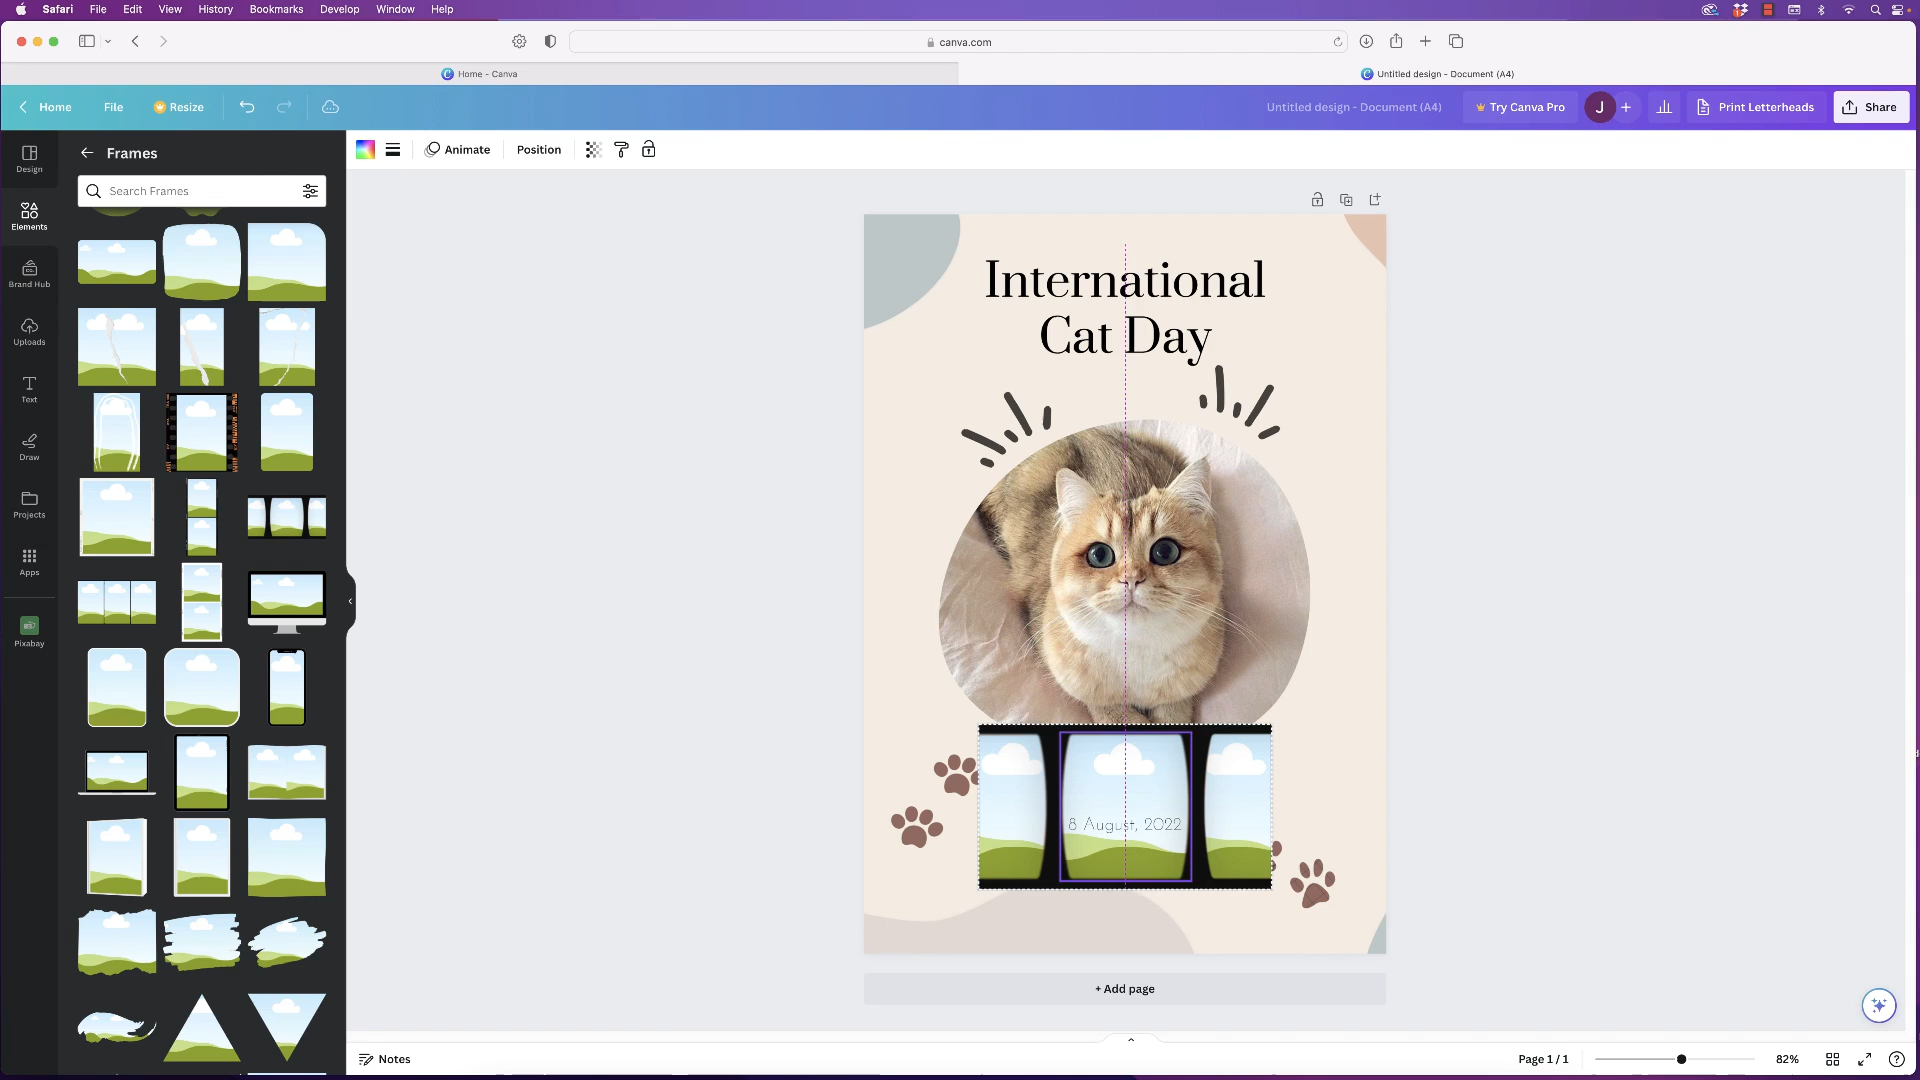 Safari File Edit View History Bookmarks Develop Window Help
canva.com
Home - Canva
Untitled design - Document (A4)
Home File Resize
Untitled design - Document (A4) Try Canva Pro J Print Letterheads Share
Frames
Animate Position
Search Frames
Design
Elements
Brand Hub
Uploads
Text
Draw
Projects
Apps
Pixabay
International
Cat Day
8 August, 2022
+ Add page
Notes
Page 1 / 1
82%